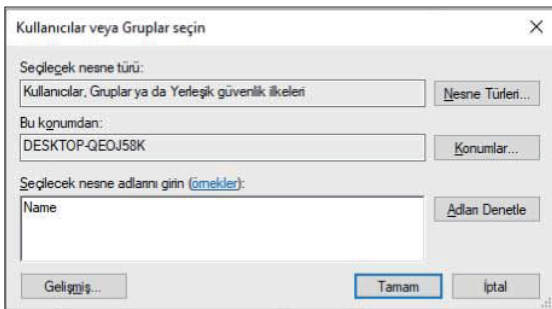 Kullanıcılar veya Gruplar seçin
Seçilecek nesne türü:
Kullanıcılar, Gruplar ya da Yerleşik güvenlik ilkeleri
Nesne Türleri...
Bu konumdan:
DESKTOP-QEOJ58K
Konumlar...
Seçilecek nesne adlarını girin (örnekler):
Name
Adları Denetle
Gelişmiş...
Tamam
İptal